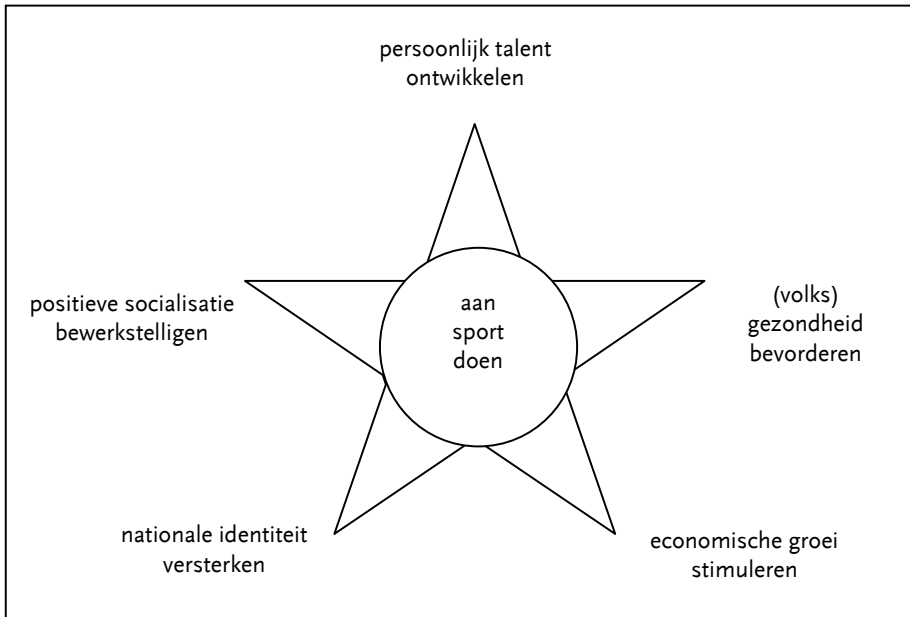 persoonlijk talent
ontwikkelen
positieve socialisatie
bewerkstelligen
aan
sport
doen
(volks)
gezondheid
bevorderen
nationale identiteit
versterken
economische groei
stimuleren